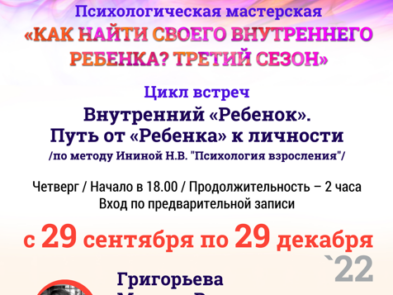 Психологическая мастерская
«КАК НАЙТИ СВОЕГО ВНУТРЕННЕГО
РЕБЕНКА? ТРЕТИЙ СЕЗОН»
Цикл встреч
Внутренний «Ребенок».
Путь от «Ребенка» к личности
/по методу Ининой Н.В. "Психология взросления"/
Четверг / Начало в 18.00 / Продолжительность – 2 часа
Вход по предварительной записи
с 29 сентября по 29 декабря
`22
Григорьева